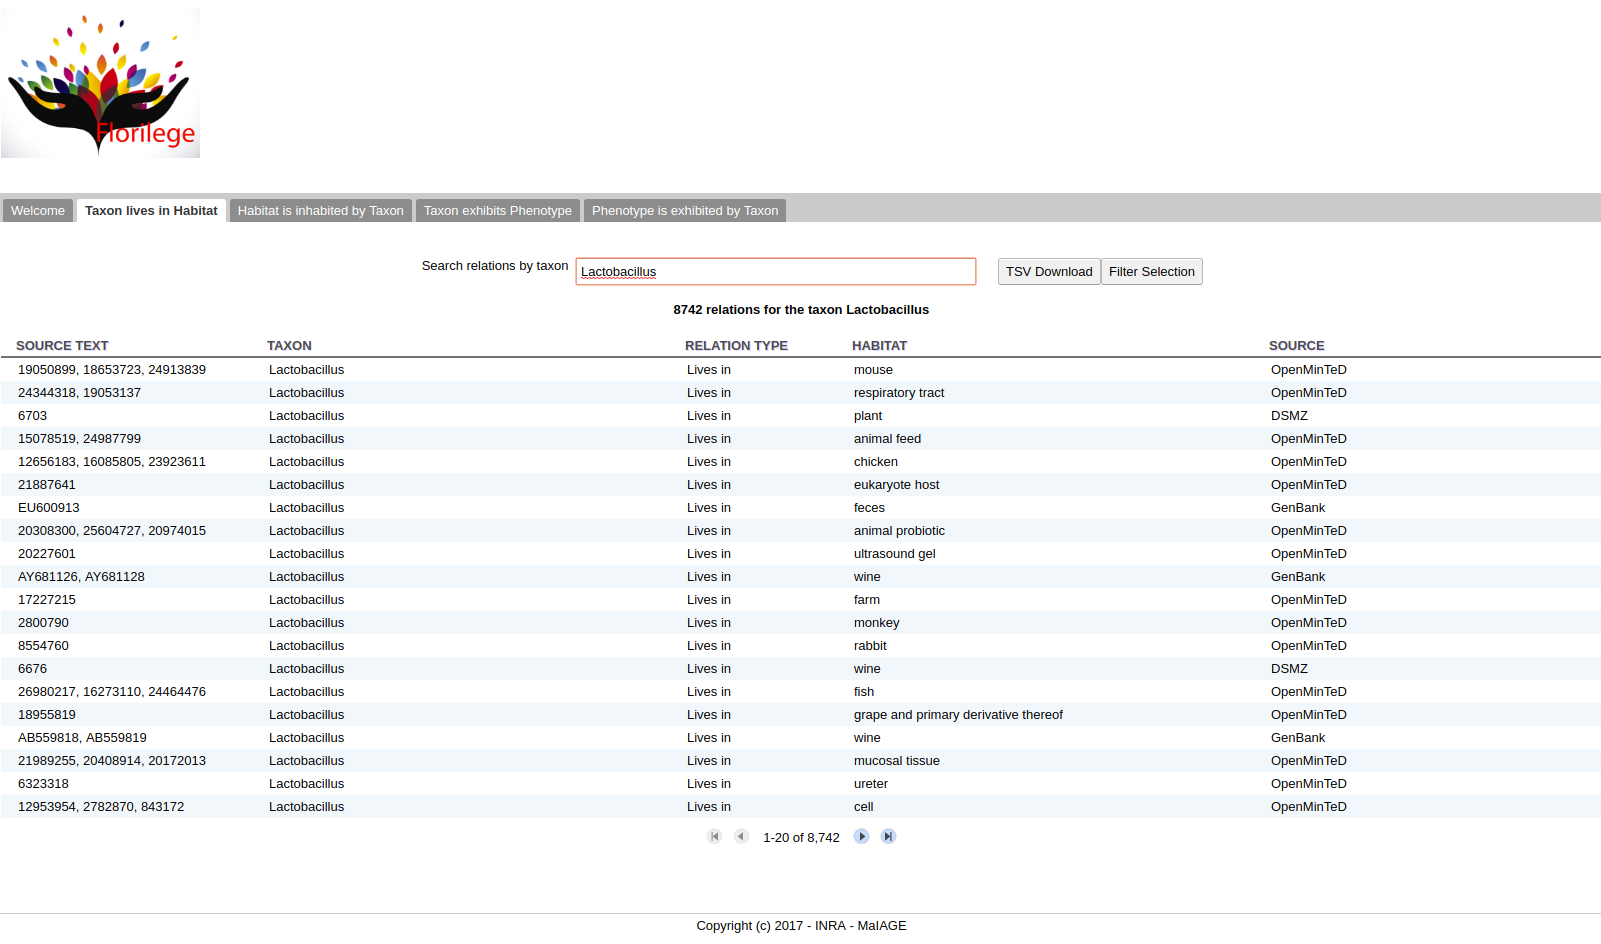 Florilege
Welcome Taxon lives in Habitat Habitat is inhabited by Taxon Taxon exhibits Phenotype Phenotype is exhibited by Taxon
Search relations by taxon Lactobacillus TSV Download Filter Selection
8742 relations for the taxon Lactobacillus
SOURCE TEXT TAXON RELATION TYPE HABITAT SOURCE
19050899, 18653723, 24913839 Lactobacillus Lives in mouse OpenMinTeD
24344318, 19053137 Lactobacillus Lives in respiratory tract OpenMinTeD
6703 Lactobacillus Lives in plant DSMZ
15078519, 24987799 Lactobacillus Lives in animal feed OpenMinTeD
12656183, 16085805, 23923611 Lactobacillus Lives in chicken OpenMinTeD
21887641 Lactobacillus Lives in eukaryote host OpenMinTeD
EU600913 Lactobacillus Lives in feces GenBank
20308300, 25604727, 20974015 Lactobacillus Lives in animal probiotic OpenMinTeD
20227601 Lactobacillus Lives in ultrasound gel OpenMinTeD
AY681126, AY681128 Lactobacillus Lives in wine GenBank
17227215 Lactobacillus Lives in farm OpenMinTeD
2800790 Lactobacillus Lives in monkey OpenMinTeD
8554760 Lactobacillus Lives in rabbit OpenMinTeD
6676 Lactobacillus Lives in wine DSMZ
26980217, 16273110, 24464476 Lactobacillus Lives in fish OpenMinTeD
18955819 Lactobacillus Lives in grape and primary derivative thereof OpenMinTeD
AB559818, AB559819 Lactobacillus Lives in wine GenBank
21989255, 20408914, 20172013 Lactobacillus Lives in mucosal tissue OpenMinTeD
6323318 Lactobacillus Lives in ureter OpenMinTeD
12953954, 2782870, 843172 Lactobacillus Lives in cell OpenMinTeD
1-20 of 8,742
Copyright (c) 2017 - INRA - MaIAGE